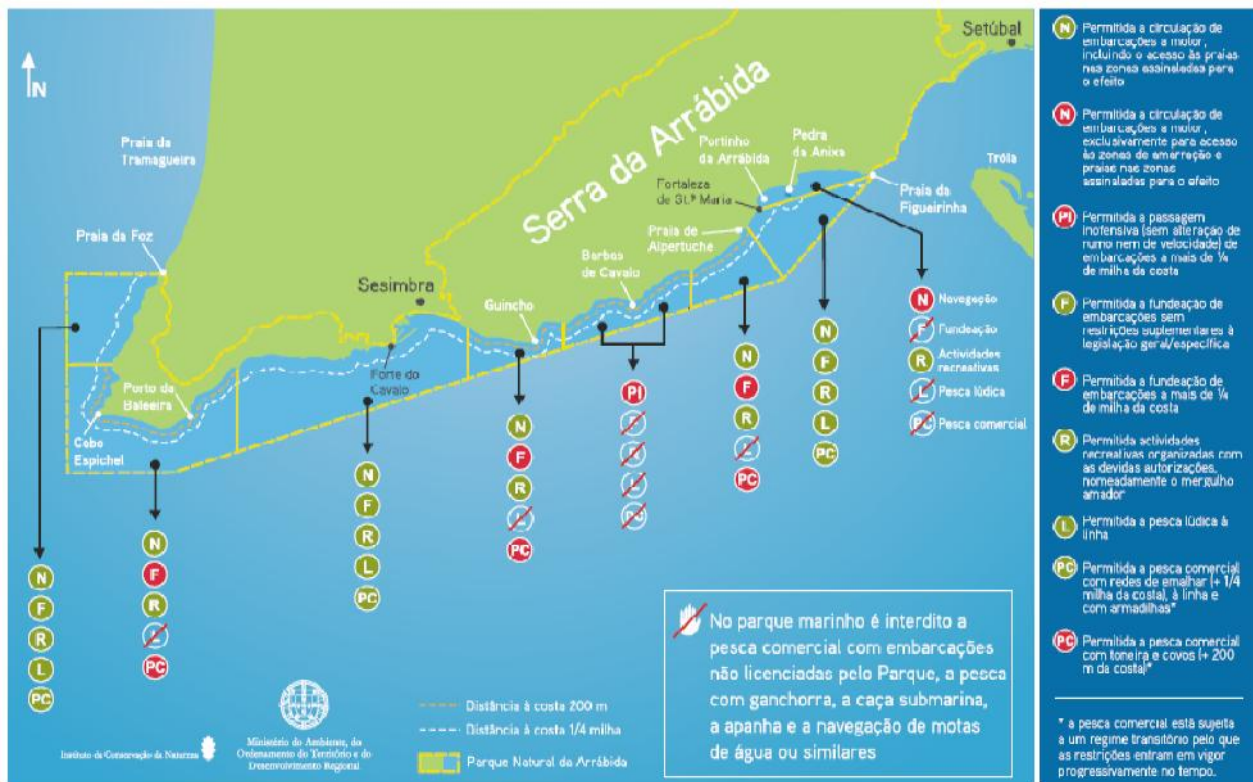 N
Praia da
Tramagueira
Praia da Foz
Serra da Arrábida
Setúbal
Tróia
Portinho
da Arrábida
Pedra
da Anixa
Fortaleza
de St.ª Maria
Praia da
Figueirinha
Praia de
Alpertuche
Barbas
de Cavalo
Sesimbra
Guincho
Forte do
Cavalo
Porto da
Baleeira
Cabo
Espichel
N
F
R
L
PC
N
F
R
L
PC
N
F
R
L
PC
N
F
R
L
PC
PI
L
N
F
R
L
PC
N
F
R
L
PC
N Navegação
F Fundeação
R Actividades
recreativas
L Pesca lúdica
PC Pesca comercial
No parque marinho é interdito a
pesca comercial com embarcações
não licenciadas pelo Parque, a pesca
com ganchorra, a caça submarina,
a apanha e a navegação de motas
de água ou similares
Distância à costa 200 m
Distância à costa 1/4 milha
Parque Natural da Arrábida
Instituto da Conservação da Natureza
Ministério do Ambiente, do
Ordenamento do Território e do
Desenvolvimento Regional
N Permitida a circulação de
embarcações a motor,
incluindo o acesso às praias
nas zonas assinaladas para
o efeito
N Permitida a circulação de
embarcações a motor,
exclusivamente para acesso
às zonas de amarração e
praias nas zonas
assinaladas para o efeito
PI Permitida a passagem
inofensiva (sem alteração de
rumo nem de velocidade) de
embarcações a mais de ¼
de milha da costa
F Permitida a fundeação de
embarcações sem
restrições suplementares à
legislação geral/específica
F Permitida a fundeação de
embarcações a mais de ¼
de milha da costa
R Permitida actividades
recreativas organizadas com
as devidas autorizações,
nomeadamente o mergulho
amador
L Permitida a pesca lúdica à
linha
PC Permitida a pesca comercial
com redes de emalhar (+ 1/4
milha da costa), à linha e
com armadilhas*
PC Permitida a pesca comercial
com toneira e covos (+ 200
m da costa)*
* a pesca comercial está sujeita
a um regime transitório pelo que
as restrições entram em vigor
progressivamente no tempo.